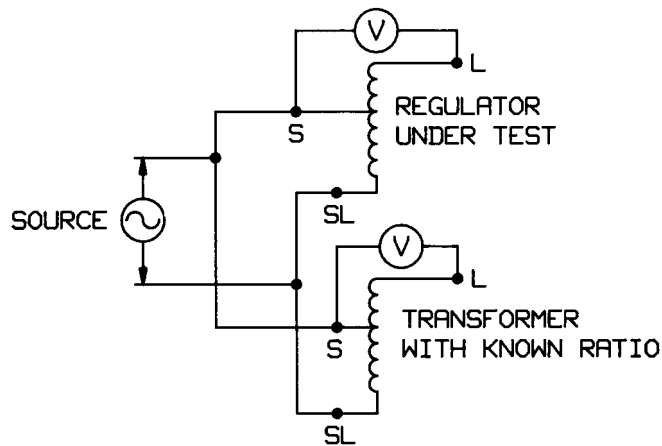 V
L
REGULATOR
UNDER TEST
S
SOURCE
SL
V
L
TRANSFORMER
WITH KNOWN RATIO
S
SL